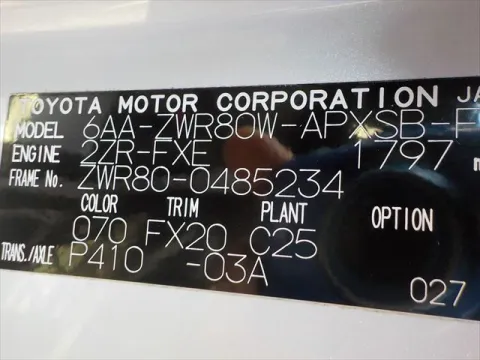 TOYOTA MOTOR CORPORATION JA
MODEL 6AA-ZWR80W-APXSB-F
ENGINE 2ZR-FXE 1797
FRAME No. ZWR80-0485234
COLOR TRIM PLANT OPTION
070 FX20 C25
TRANS./AXLE P410 -03A
027